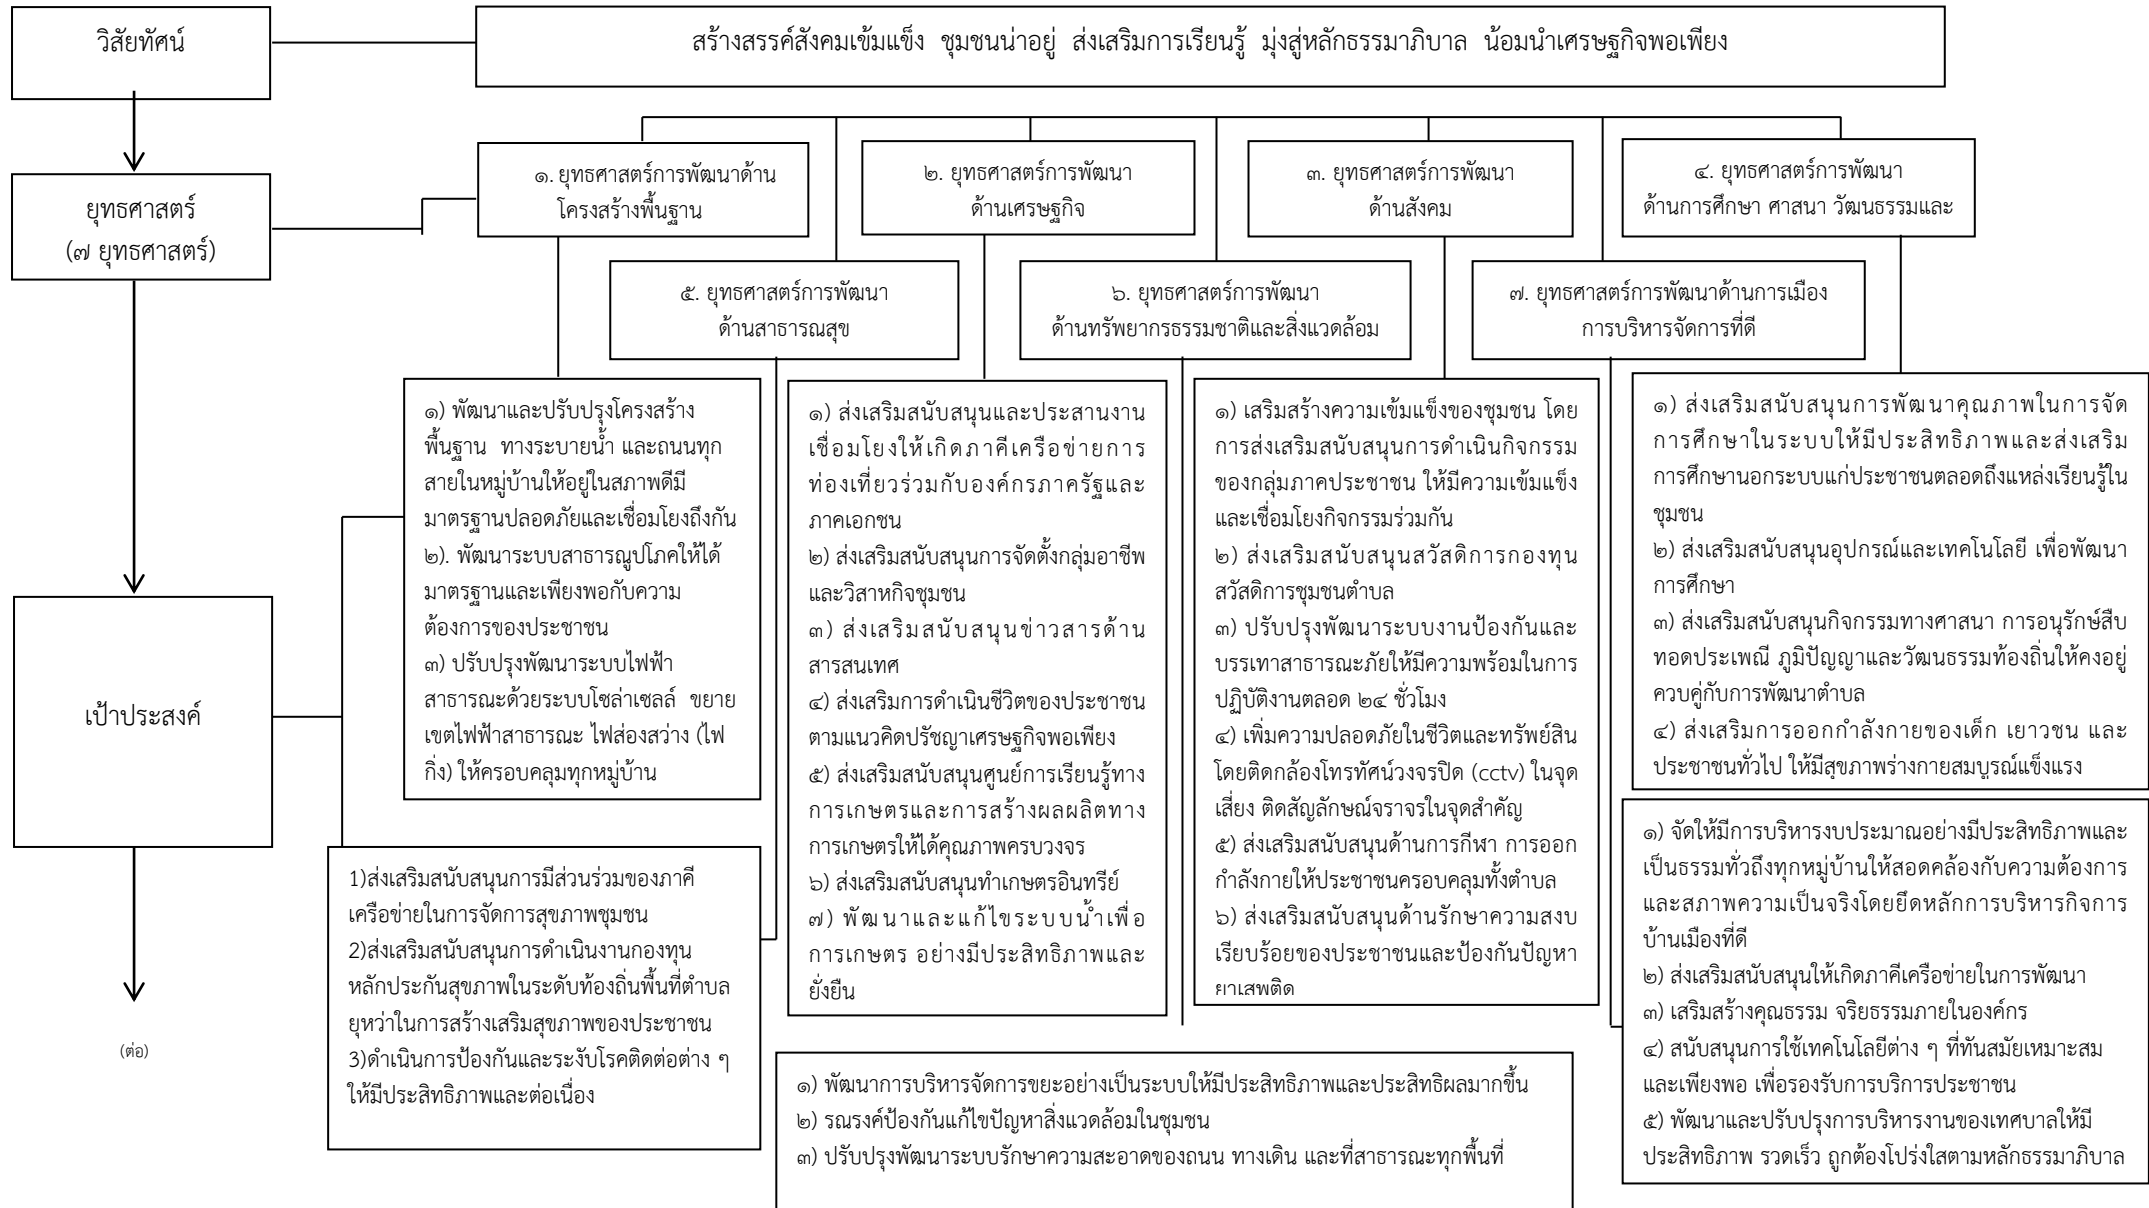 วิสัยทัศน์
สร้างสรรค์สังคมเข้มแข็ง ชุมชนน่าอยู่ ส่งเสริมการเรียนรู้ มุ่งสู่หลักธรรมาภิบาล น้อมนำเศรษฐกิจพอเพียง
ยุทธศาสตร์
(๗ ยุทธศาสตร์)
๑. ยุทธศาสตร์การพัฒนาด้าน
โครงสร้างพื้นฐาน
๒. ยุทธศาสตร์การพัฒนา
ด้านเศรษฐกิจ
๓. ยุทธศาสตร์การพัฒนา
ด้านสังคม
๔. ยุทธศาสตร์การพัฒนา
ด้านการศึกษา ศาสนา วัฒนธรรมและ
๕. ยุทธศาสตร์การพัฒนา
ด้านสาธารณสุข
๖. ยุทธศาสตร์การพัฒนา
ด้านทรัพยากรธรรมชาติและสิ่งแวดล้อม
๗. ยุทธศาสตร์การพัฒนาด้านการเมือง
การบริหารจัดการที่ดี
เป้าประสงค์
(ต่อ)
๑) พัฒนาและปรับปรุงโครงสร้าง
พื้นฐาน ทางระบายน้ำ และถนนทุก
สายในหมู่บ้านให้อยู่ในสภาพดีมี
มาตรฐานปลอดภัยและเชื่อมโยงถึงกัน
๒). พัฒนาระบบสาธารณูปโภคให้ได้
มาตรฐานและเพียงพอกับความ
ต้องการของประชาชน
๓) ปรับปรุงพัฒนาระบบไฟฟ้า
สาธารณะด้วยระบบโซล่าเซลล์ ขยาย
เขตไฟฟ้าสาธารณะ ไฟส่องสว่าง (ไฟ
กิ่ง) ให้ครอบคลุมทุกหมู่บ้าน
๑) ส่งเสริมสนับสนุนและประสานงาน
เชื่อมโยงให้เกิดภาคีเครือข่ายการ
ท่องเที่ยวร่วมกับองค์กรภาครัฐและ
ภาคเอกชน
๒) ส่งเสริมสนับสนุนการจัดตั้งกลุ่มอาชีพ
และวิสาหกิจชุมชน
๓) ส่งเสริมสนับสนุนข่าวสารด้าน
สารสนเทศ
๔) ส่งเสริมการดำเนินชีวิตของประชาชน
ตามแนวคิดปรัชญาเศรษฐกิจพอเพียง
๕) ส่งเสริมสนับสนุนศูนย์การเรียนรู้ทาง
การเกษตรและการสร้างผลผลิตทาง
การเกษตรให้ได้คุณภาพครบวงจร
๖) ส่งเสริมสนับสนุนทำเกษตรอินทรีย์
๗) พัฒนาและแก้ไขระบบน้ำเพื่อ
การเกษตร อย่างมีประสิทธิภาพและ
ยั่งยืน
๑) เสริมสร้างความเข้มแข็งของชุมชน โดย
การส่งเสริมสนับสนุนการดำเนินกิจกรรม
ของกลุ่มภาคประชาชน ให้มีความเข้มแข็ง
และเชื่อมโยงกิจกรรมร่วมกัน
๒) ส่งเสริมสนับสนุนสวัสดิการกองทุน
สวัสดิการชุมชนตำบล
๓) ปรับปรุงพัฒนาระบบงานป้องกันและ
บรรเทาสาธารณะภัยให้มีความพร้อมในการ
ปฏิบัติงานตลอด ๒๔ ชั่วโมง
๔) เพิ่มความปลอดภัยในชีวิตและทรัพย์สิน
โดยติดกล้องโทรทัศน์วงจรปิด (cctv) ในจุด
เสี่ยง ติดสัญลักษณ์จราจรในจุดสำคัญ
๕) ส่งเสริมสนับสนุนด้านการกีฬา การออก
กำลังกายให้ประชาชนครอบคลุมทั้งตำบล
๖) ส่งเสริมสนับสนุนด้านรักษาความสงบ
เรียบร้อยของประชาชนและป้องกันปัญหา
ยาเสพติด
๑) ส่งเสริมสนับสนุนการพัฒนาคุณภาพในการจัด
การศึกษาในระบบให้มีประสิทธิภาพและส่งเสริม
การศึกษานอกระบบแก่ประชาชนตลอดถึงแหล่งเรียนรู้ใน
ชุมชน
๒) ส่งเสริมสนับสนุนอุปกรณ์และเทคโนโลยี เพื่อพัฒนา
การศึกษา
๓) ส่งเสริมสนับสนุนกิจกรรมทางศาสนา การอนุรักษ์สืบ
ทอดประเพณี ภูมิปัญญาและวัฒนธรรมท้องถิ่นให้คงอยู่
ควบคู่กับการพัฒนาตำบล
๔) ส่งเสริมการออกกำลังกายของเด็ก เยาวชน และ
ประชาชนทั่วไป ให้มีสุขภาพร่างกายสมบูรณ์แข็งแรง
1)ส่งเสริมสนับสนุนการมีส่วนร่วมของภาคี
เครือข่ายในการจัดการสุขภาพชุมชน
2)ส่งเสริมสนับสนุนการดำเนินงานกองทุน
หลักประกันสุขภาพในระดับท้องถิ่นพื้นที่ตำบล
ยุหว่าในการสร้างเสริมสุขภาพของประชาชน
3)ดำเนินการป้องกันและระงับโรคติดต่อต่าง ๆ
ให้มีประสิทธิภาพและต่อเนื่อง
๑) พัฒนาการบริหารจัดการขยะอย่างเป็นระบบให้มีประสิทธิภาพและประสิทธิผลมากขึ้น
๒) รณรงค์ป้องกันแก้ไขปัญหาสิ่งแวดล้อมในชุมชน
๓) ปรับปรุงพัฒนาระบบรักษาความสะอาดของถนน ทางเดิน และที่สาธารณะทุกพื้นที่
๑) จัดให้มีการบริหารงบประมาณอย่างมีประสิทธิภาพและ
เป็นธรรมทั่วถึงทุกหมู่บ้านให้สอดคล้องกับความต้องการ
และสภาพความเป็นจริงโดยยึดหลักการบริหารกิจการ
บ้านเมืองที่ดี
๒) ส่งเสริมสนับสนุนให้เกิดภาคีเครือข่ายในการพัฒนา
๓) เสริมสร้างคุณธรรม จริยธรรมภายในองค์กร
๔) สนับสนุนการใช้เทคโนโลยีต่าง ๆ ที่ทันสมัยเหมาะสม
และเพียงพอ เพื่อรองรับการบริการประชาชน
๕) พัฒนาและปรับปรุงการบริหารงานของเทศบาลให้มี
ประสิทธิภาพ รวดเร็ว ถูกต้องโปร่งใสตามหลักธรรมาภิบาล